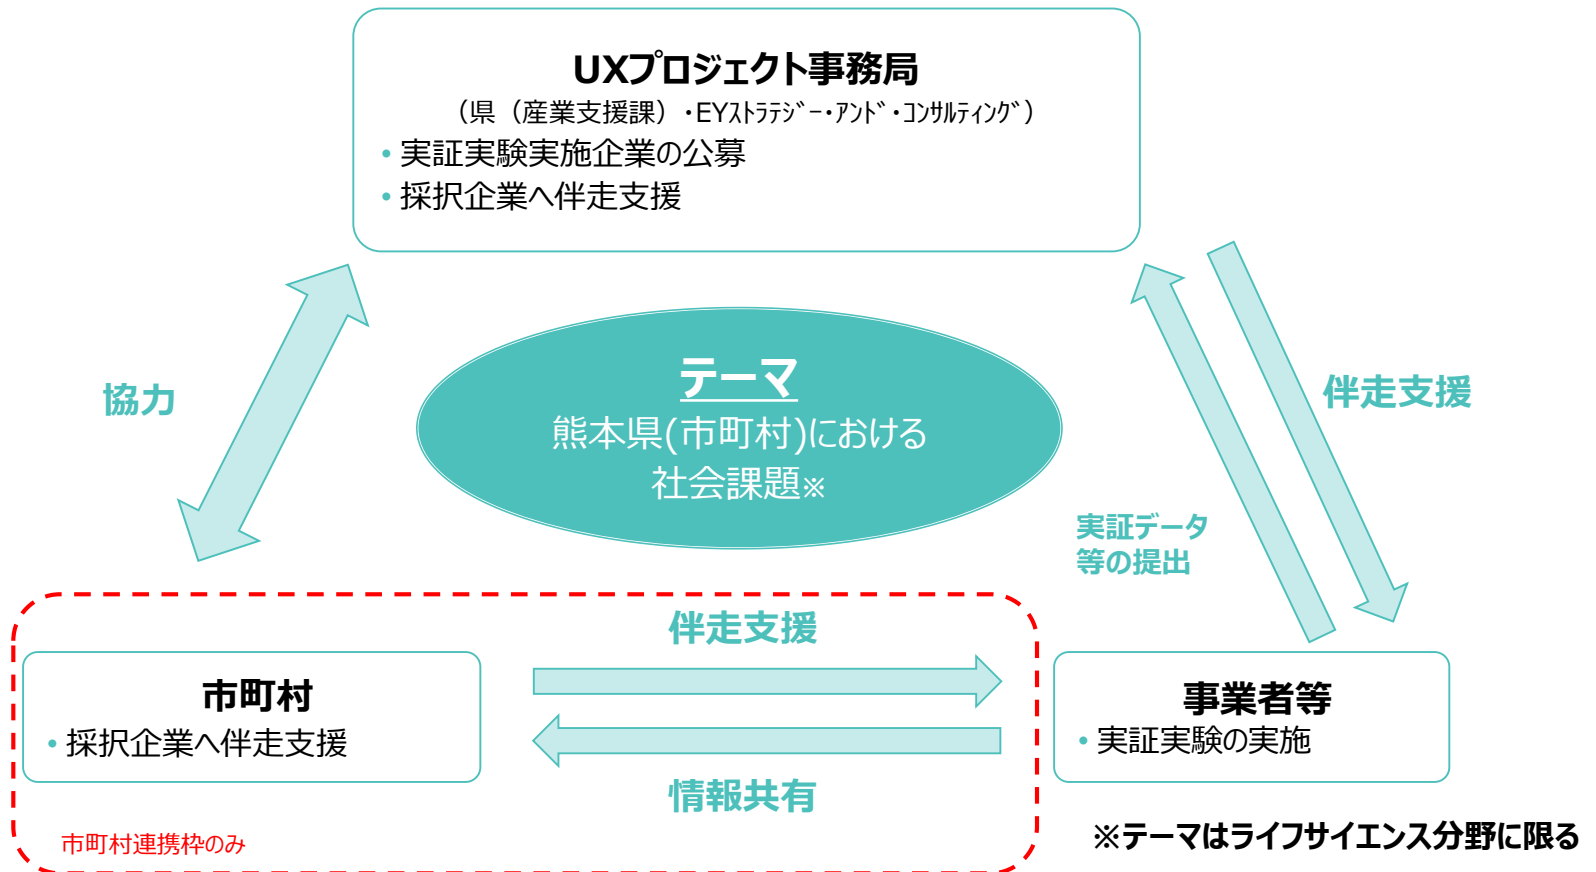 UXプロジェクト事務局
（県（産業支援課）・EYｽﾄﾗﾃｼﾞｰ・ｱﾝﾄﾞ・ｺﾝｻﾙﾃｨﾝｸﾞ）
• 実証実験実施企業の公募
• 採択企業へ伴走支援
協力
テーマ
熊本県(市町村)における
社会課題※
伴走支援
実証データ
等の提出
伴走支援
市町村
• 採択企業へ伴走支援
事業者等
• 実証実験の実施
情報共有
市町村連携枠のみ
※テーマはライフサイエンス分野に限る